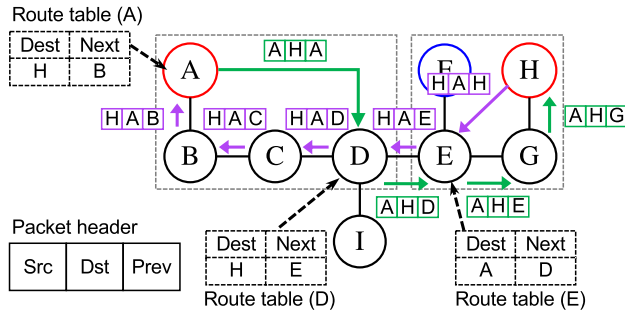 Route table (A)
Dest Next
H B
A
A H A
F
H A H
H
H A B
H A C
H A D
H A E
A H G
B
C
D
E
G
A H D
A H E
Packet header
Src Dst Prev
I
Dest Next
H E
Route table (D)
Dest Next
A D
Route table (E)